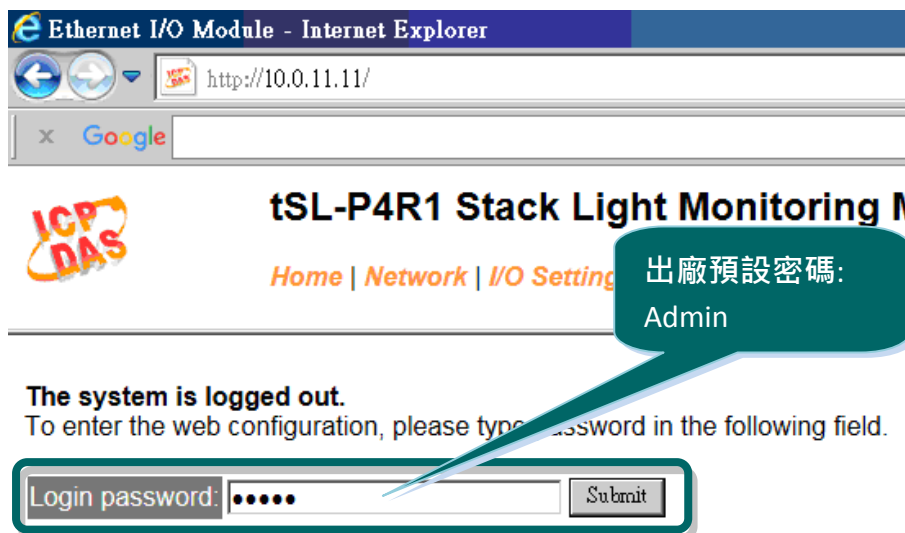 Ethernet I/O Module - Internet Explorer
http://10.0.11.11/
x Google
ICP DAS
tSL-P4R1 Stack Light Monitoring
Home | Network | I/O Setting
出廠預設密碼:
Admin
The system is logged out.
To enter the web configuration, please type password in the following field.
Login password: ●●●●● Submit